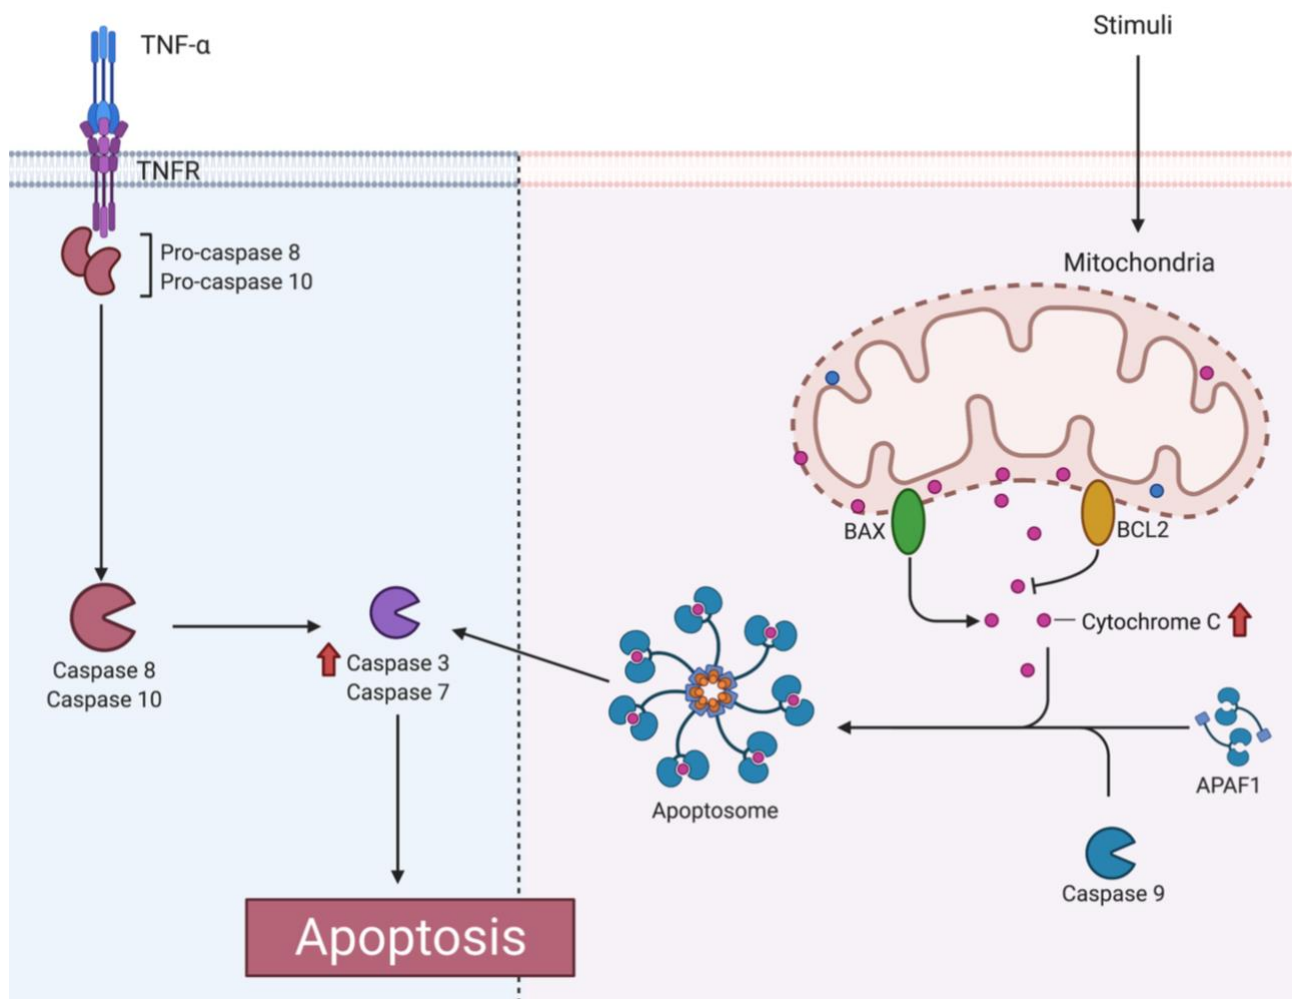 TNF-α
Stimuli
TNFR
Pro-caspase 8
Pro-caspase 10
Mitochondria
BAX
BCL2
Cytochrome C
Caspase 8
Caspase 10
Caspase 3
Caspase 7
Apoptosome
APAF1
Caspase 9
Apoptosis